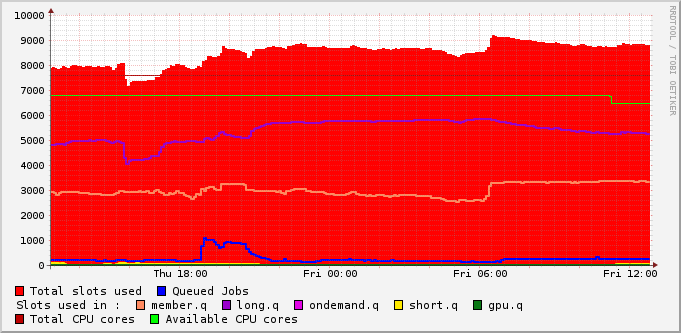 RRDTOOL / TOBI OETIKER
10000
9000
8000
7000
6000
5000
4000
3000
2000
1000
0
Thu 18:00 Fri 00:00 Fri 06:00 Fri 12:00
Total slots used Queued Jobs
Slots used in : member.q long.q ondemand.q short.q gpu.q
Total CPU cores Available CPU cores